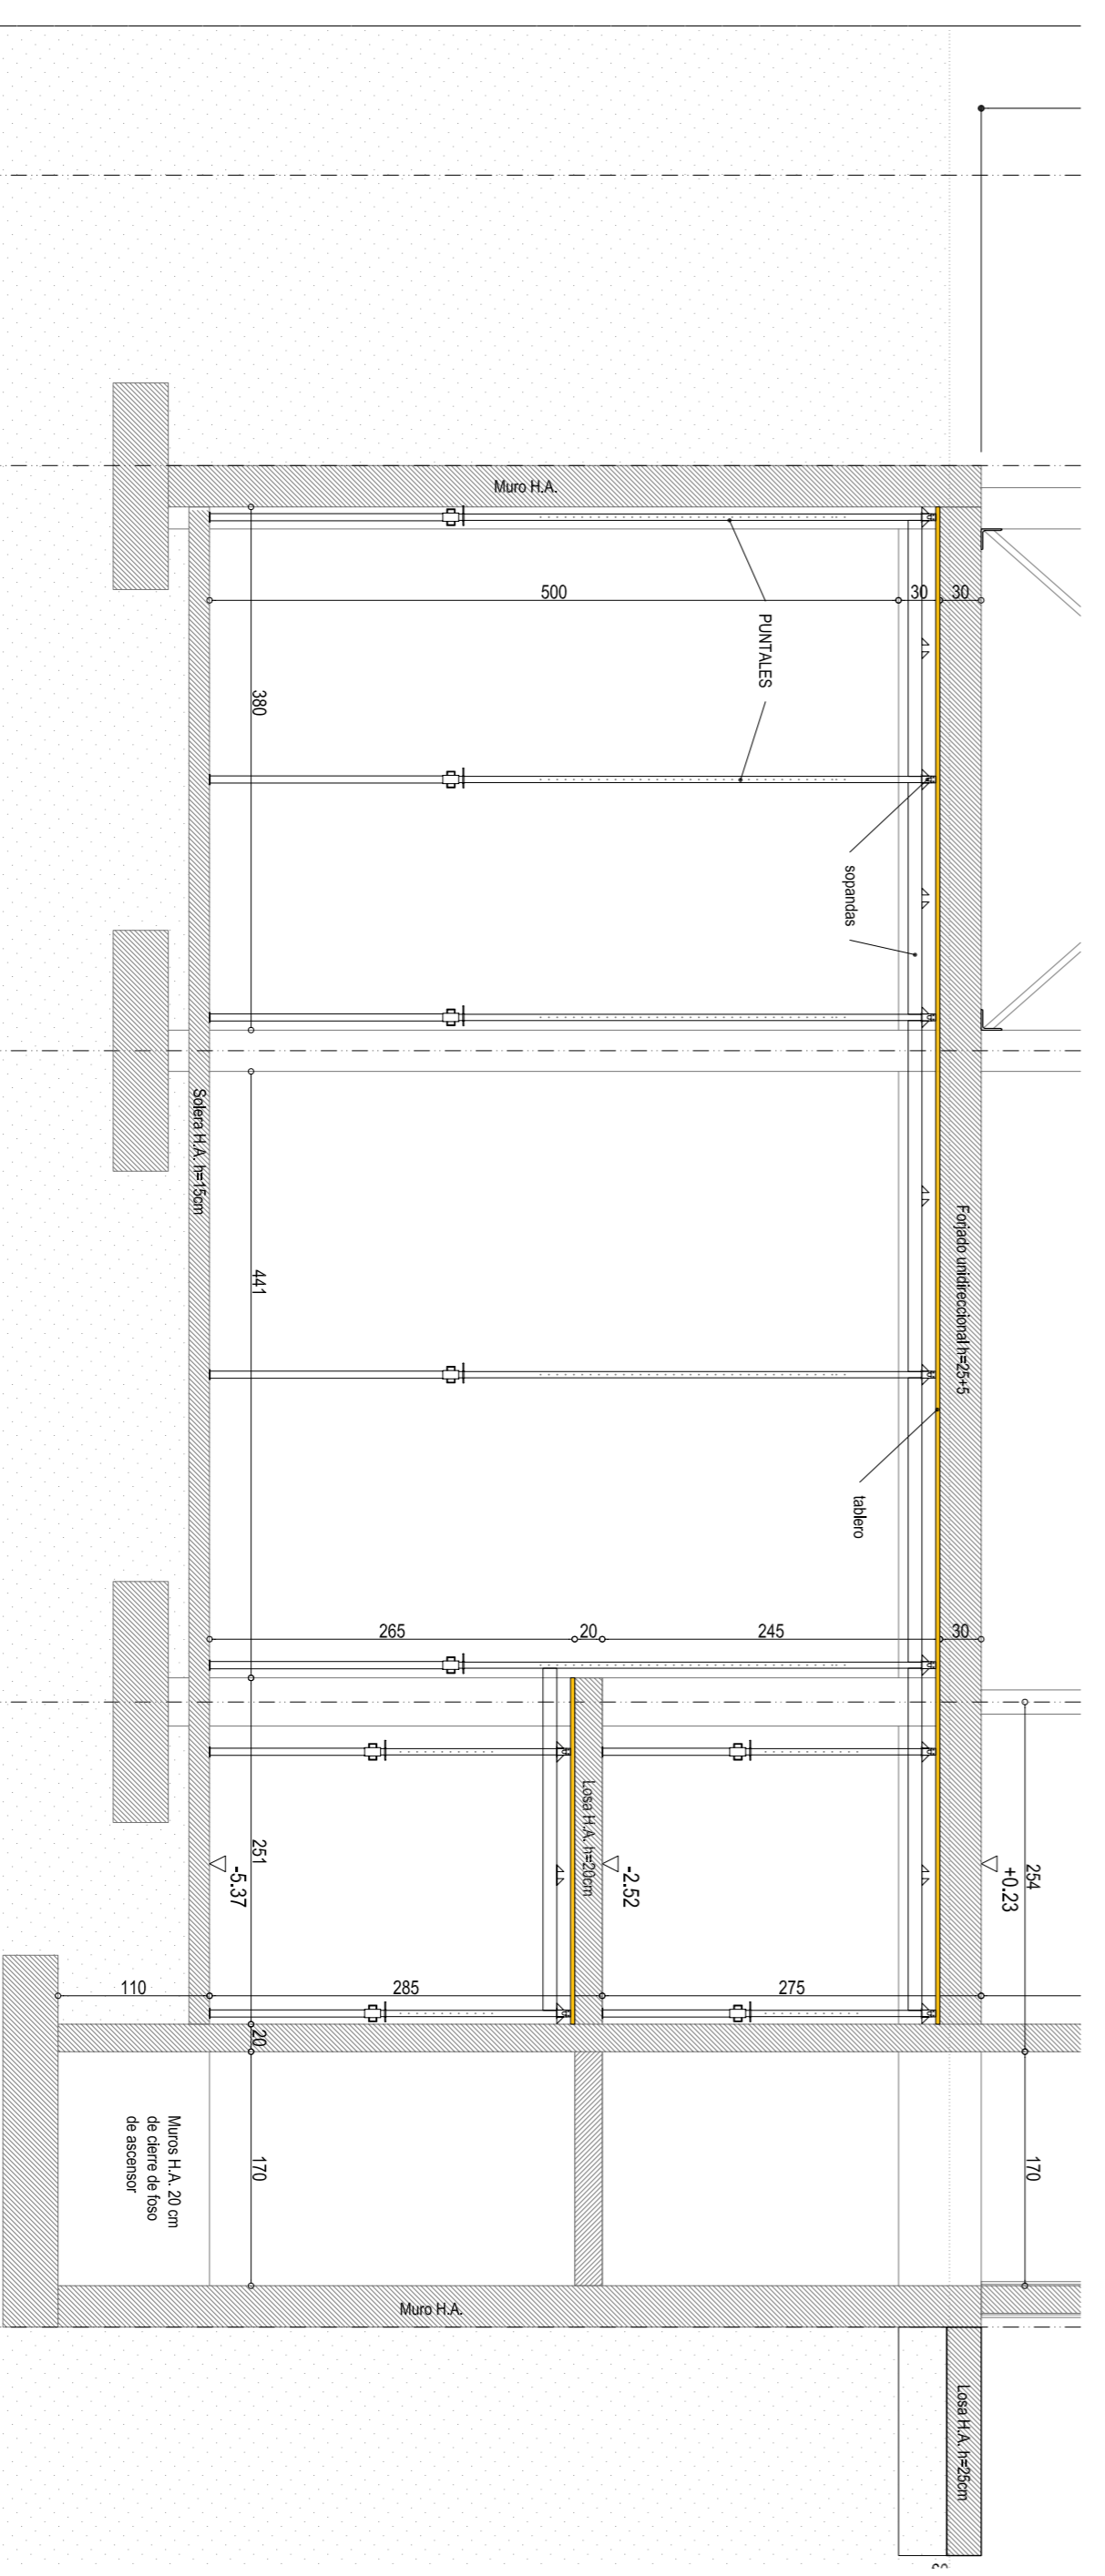 Muro H.A.
500
30
30
PUNTALES
380
sopandas
Solera H.A. h=15cm
Forjado unidireccional h=25+5
441
tablero
265
20
245
30
Losa H.A. h=20cm
251
-5.37
-2.52
+0.23
254
110
285
275
20
Muros H.A. 20 cm
de cierre de foso
de ascensor
170
170
Muro H.A.
Losa H.A. h=25cm